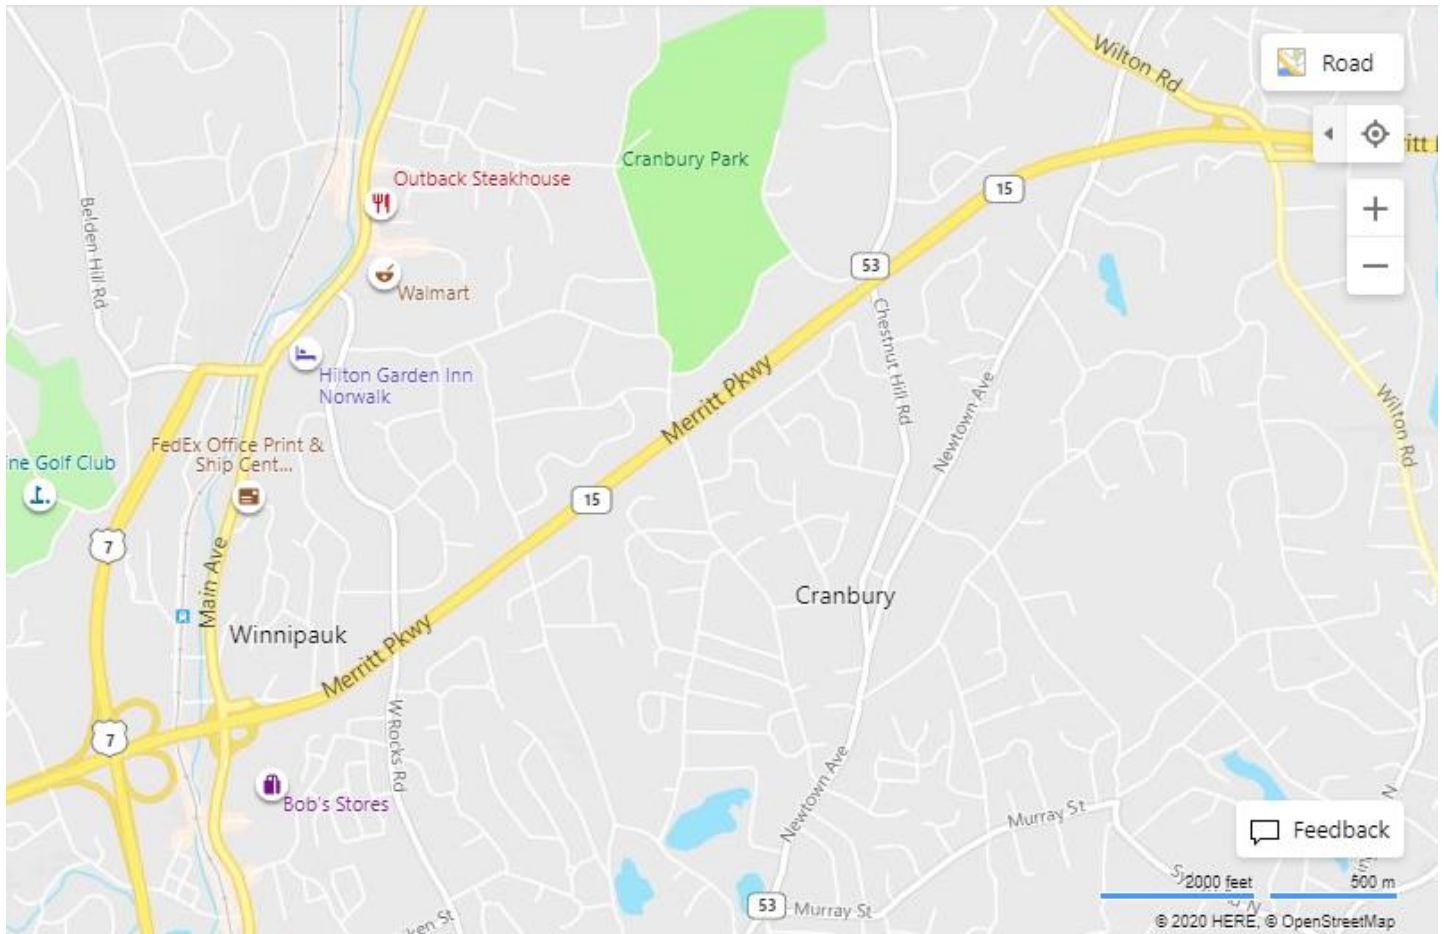 Wilton Rd
Road
Cranbury Park
itt
Outback Steakhouse
15
Belden Hill Rd
53
Walmart
Chestnut Hill Rd
Hilton Garden Inn
Norwalk
Merritt Pkwy
Newtown Ave
Wilton Rd
FedEx Office Print &
Ship Cent...
ne Golf Club
15
7
Main Ave
Cranbury
Winnipauk
Merritt Pkwy
7
W Rocks Rd
Bob's Stores
Newtown Ave
Murray St
N
Feedback
2000 feet
500 m
53
Murray St
ken St
© 2020 HERE, © OpenStreetMap